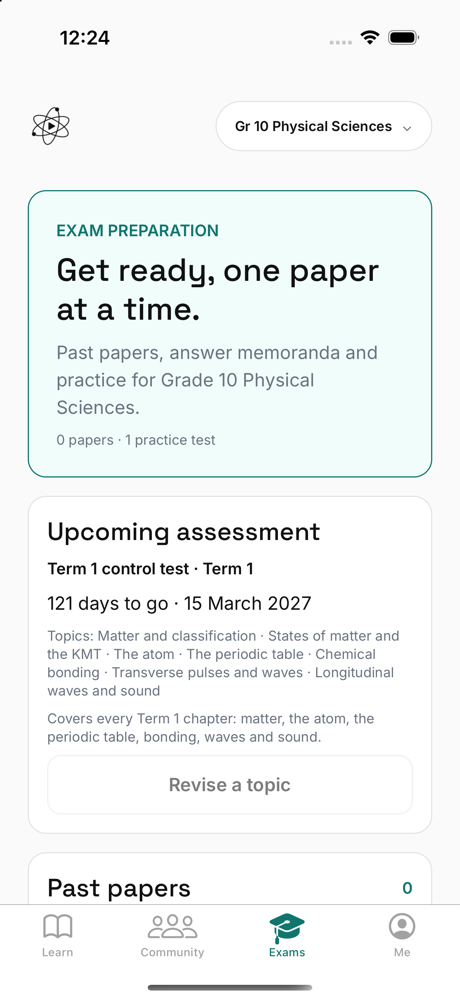 12:24
Gr 10 Physical Sciences
EXAM PREPARATION
Get ready, one paper
at a time.
Past papers, answer memoranda and
practice for Grade 10 Physical
Sciences.
0 papers · 1 practice test
Upcoming assessment
Term 1 control test · Term 1
121 days to go · 15 March 2027
Topics: Matter and classification · States of matter and
the KMT · The atom · The periodic table · Chemical
bonding · Transverse pulses and waves · Longitudinal
waves and sound
Covers every Term 1 chapter: matter, the atom, the
periodic table, bonding, waves and sound.
Revise a topic
Past papers 0
Learn Community Exams Me